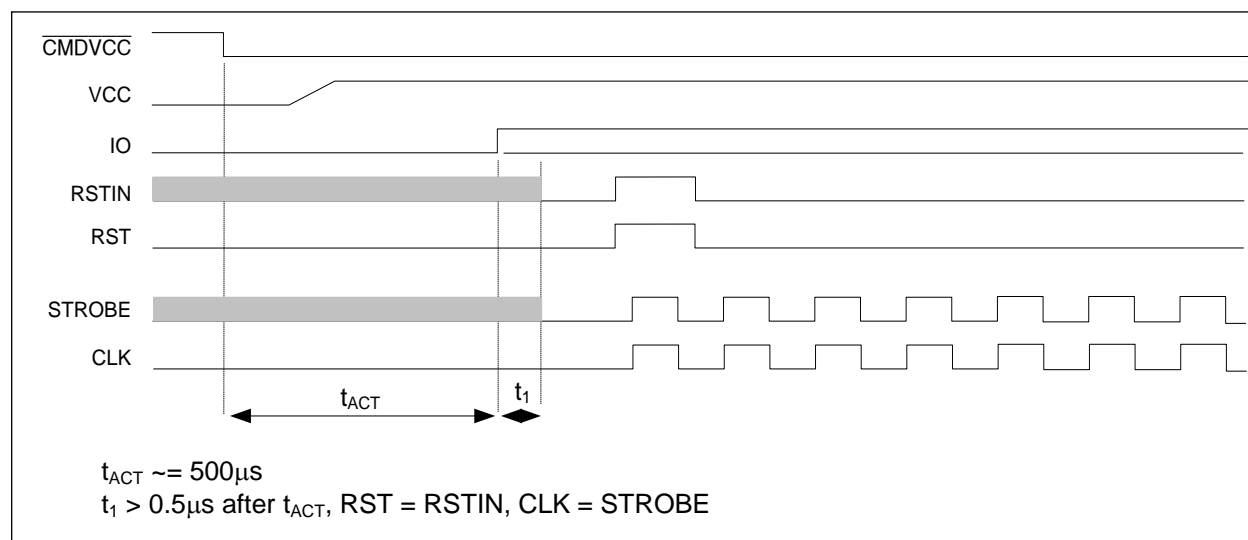 CMDVCC
VCC
IO
RSTIN
RST
STROBE
CLK
tACT
t1
tACT ~= 500μs
t1 > 0.5μs after tACT, RST = RSTIN, CLK = STROBE